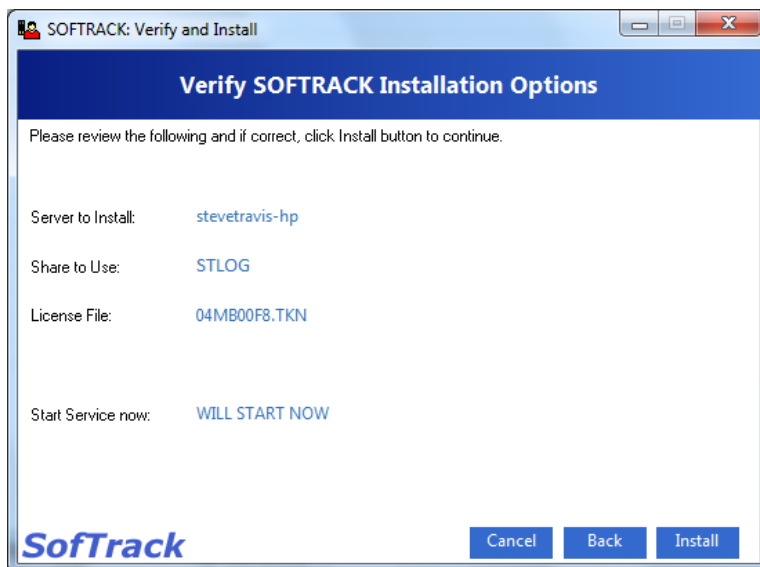 SOFTRACK: Verify and Install
Verify SOFTRACK Installation Options
Please review the following and if correct, click Install button to continue.
Server to Install: stevetravis-hp
Share to Use: STLOG
License File: 04MB00F8.TKN
Start Service now: WILL START NOW
SofTrack Cancel Back Install